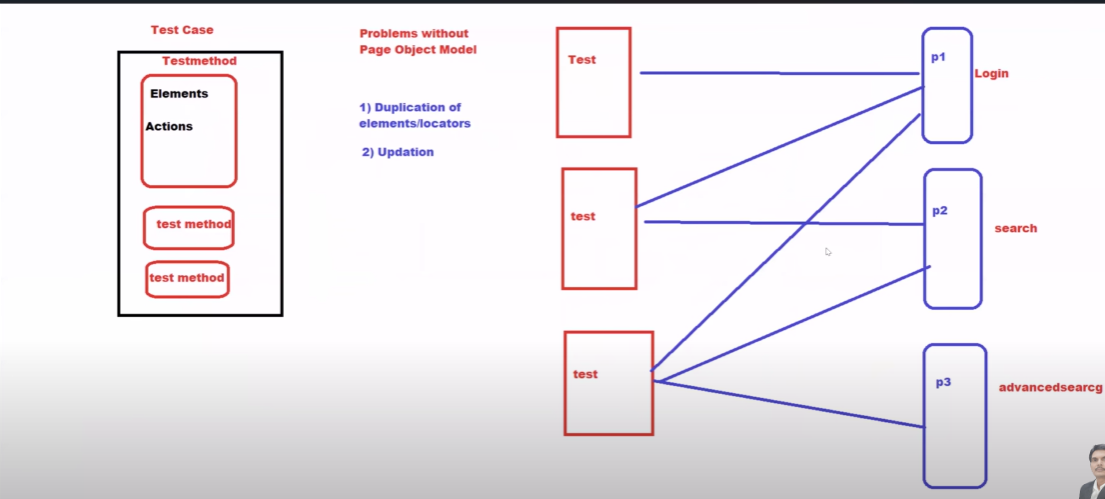 Test Case
Testmethod
Elements
Actions
test method
test method
Problems without
Page Object Model
1) Duplication of
elements/locators
2) Updation
Test
test
test
p1
Login
p2
search
p3
advancedsearcg